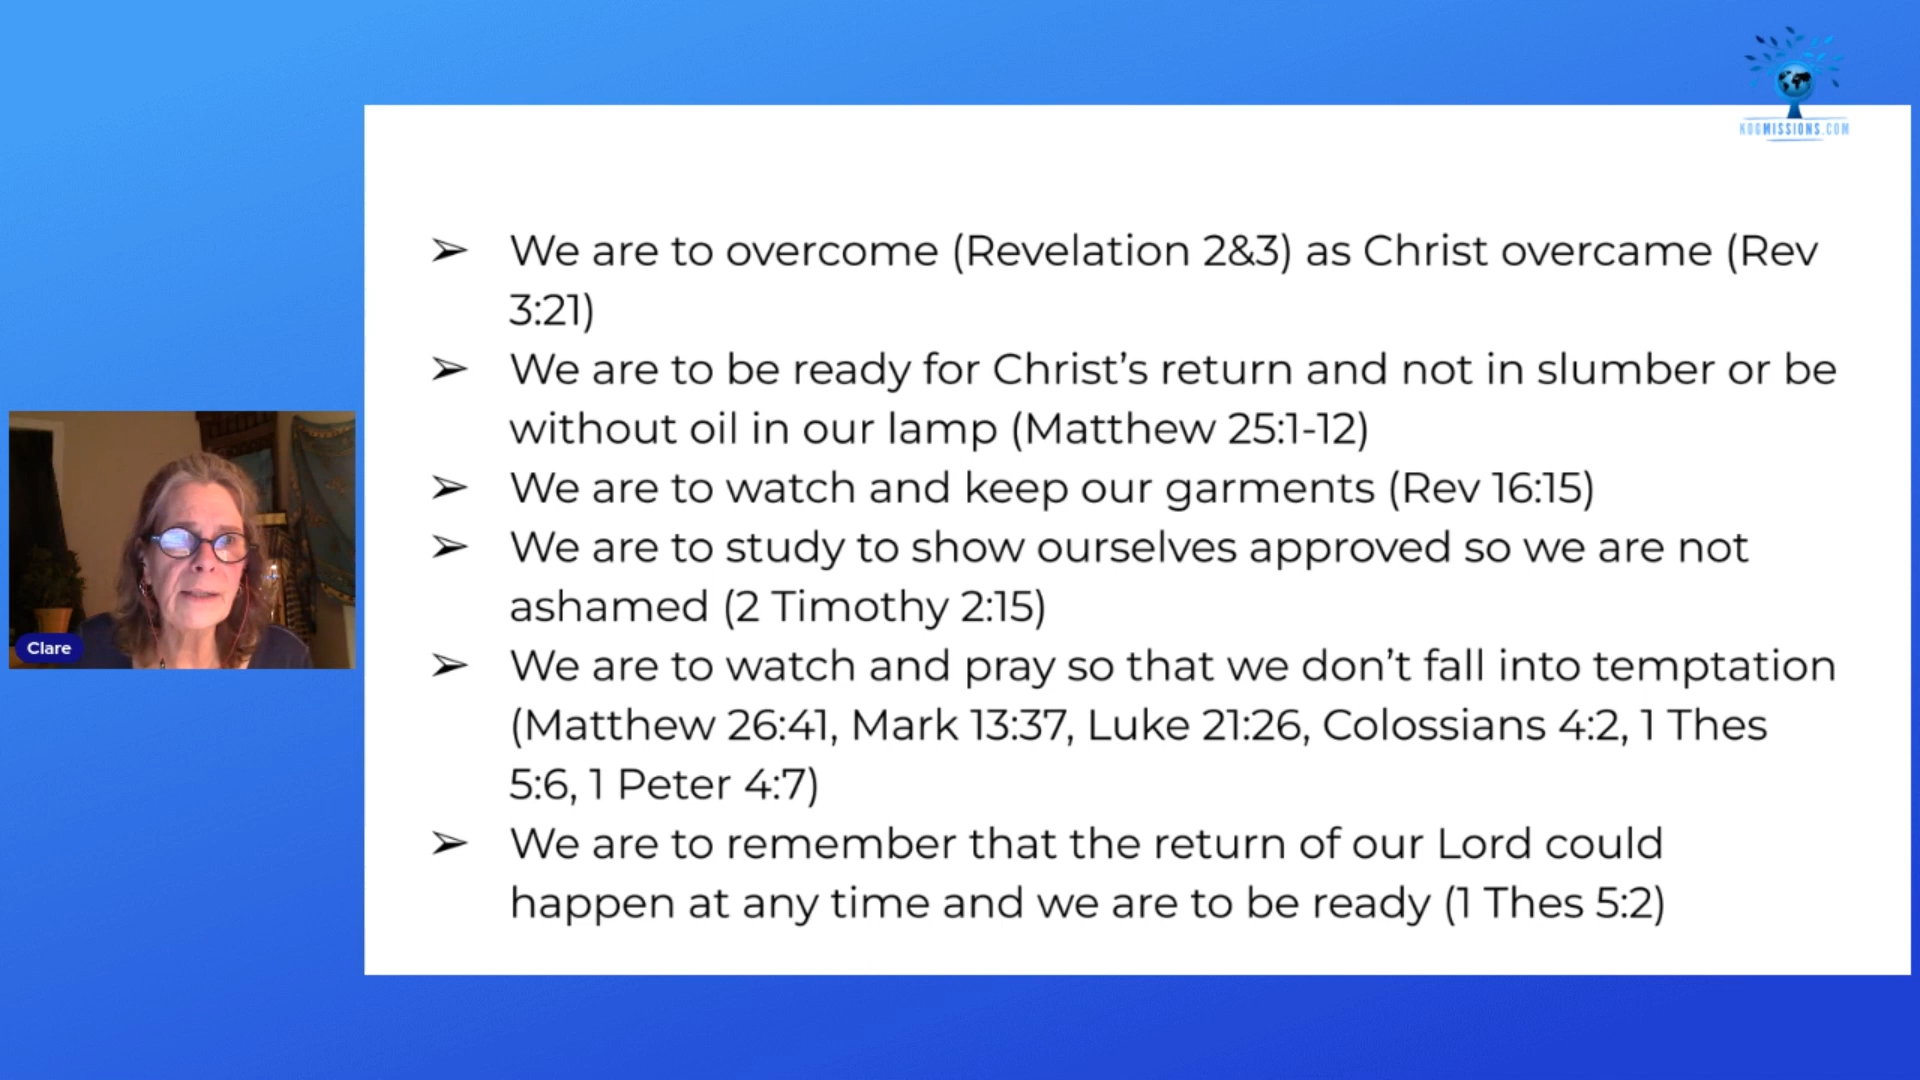 KOGMISSIONS.COM
➢ We are to overcome (Revelation 2&3) as Christ overcame (Rev
3:21)
➢ We are to be ready for Christ’s return and not in slumber or be
without oil in our lamp (Matthew 25:1-12)
➢ We are to watch and keep our garments (Rev 16:15)
➢ We are to study to show ourselves approved so we are not
ashamed (2 Timothy 2:15)
➢ We are to watch and pray so that we don’t fall into temptation
(Matthew 26:41, Mark 13:37, Luke 21:26, Colossians 4:2, 1 Thes
5:6, 1 Peter 4:7)
➢ We are to remember that the return of our Lord could
happen at any time and we are to be ready (1 Thes 5:2)
Clare